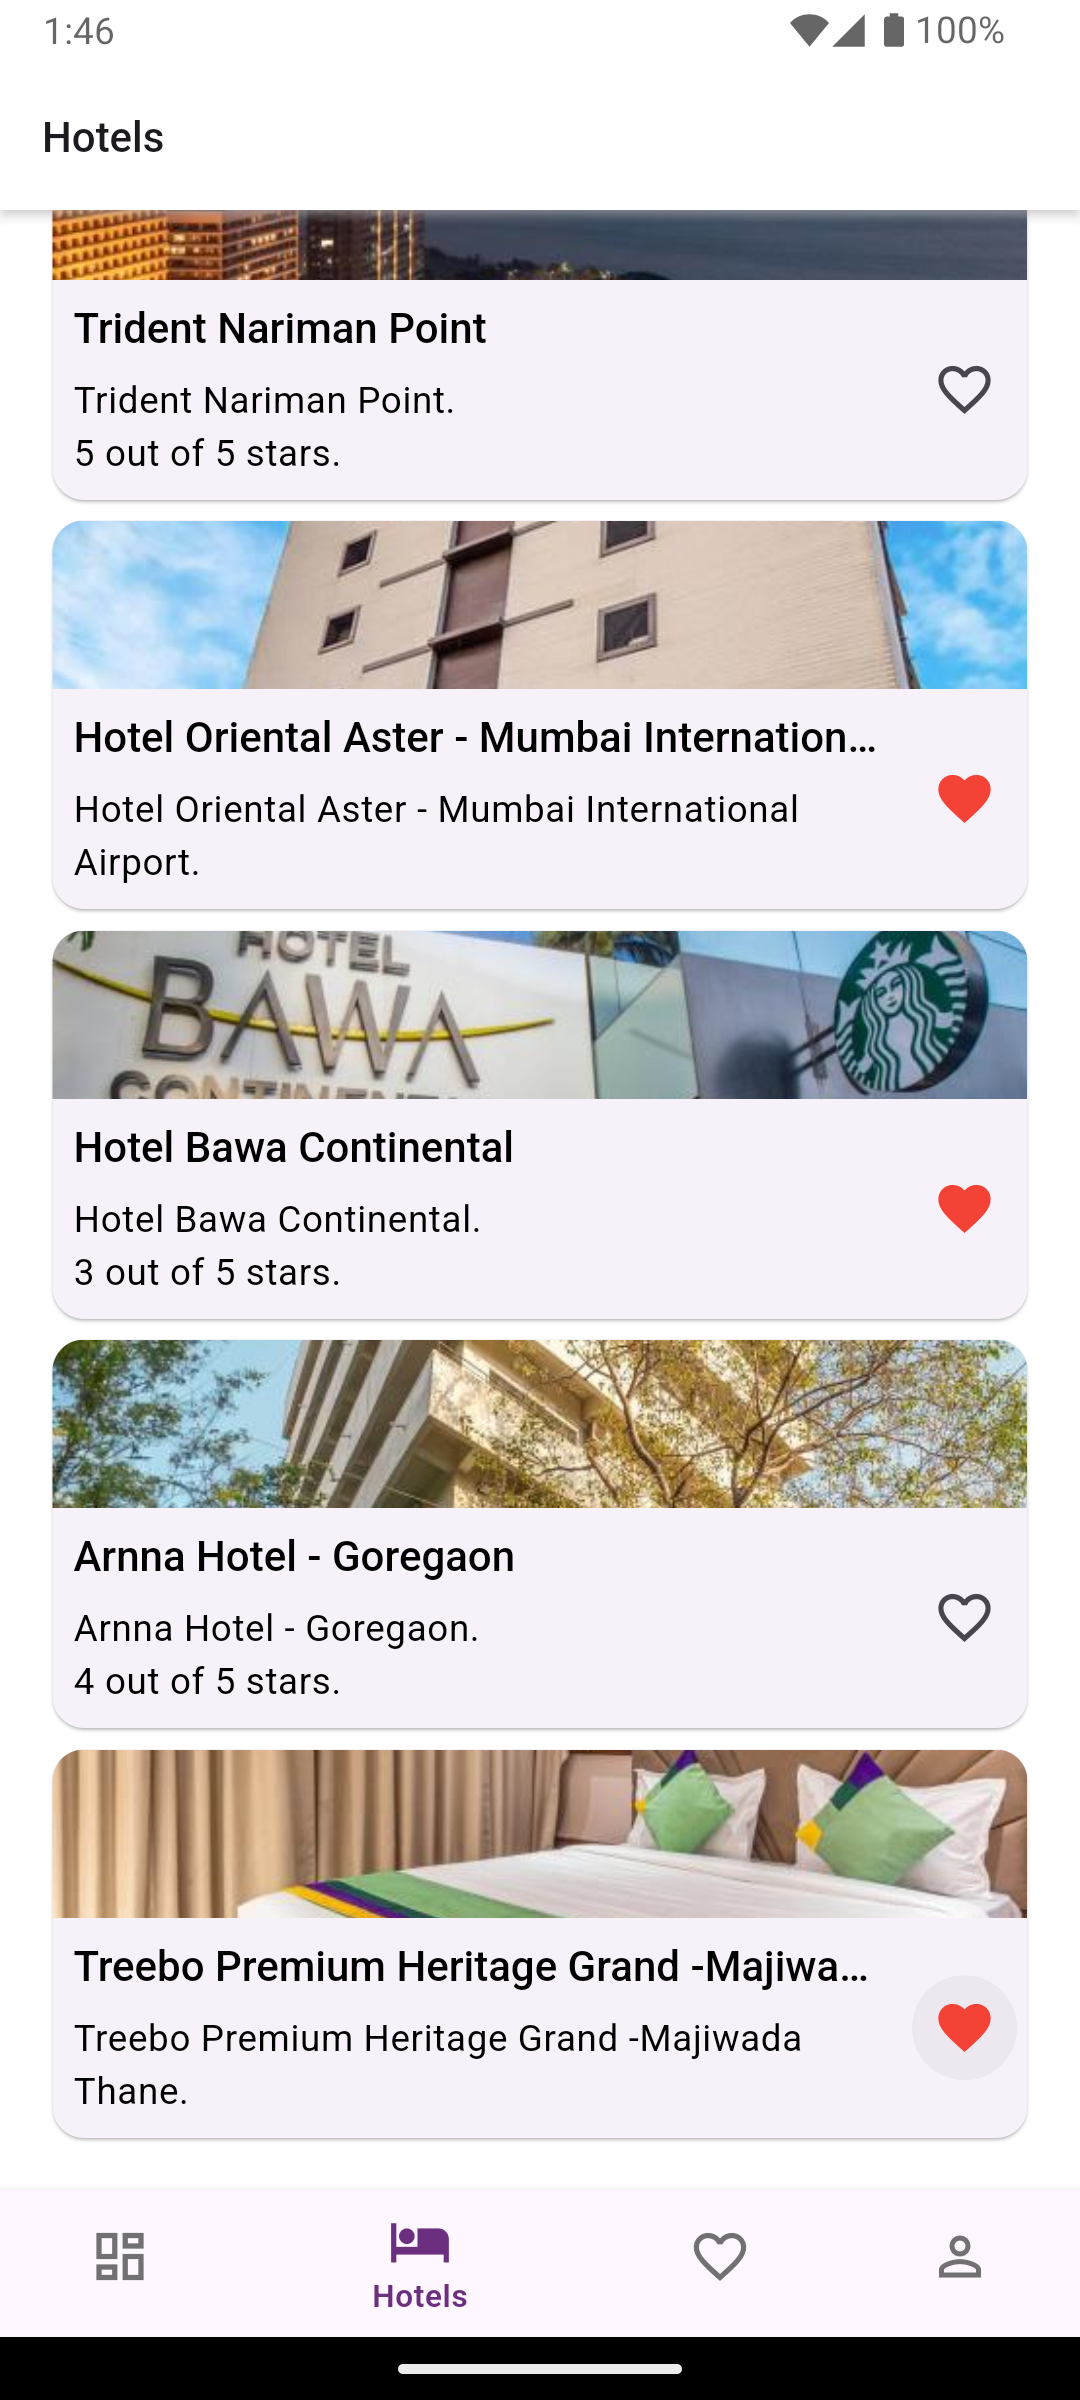 1:46
100%
Hotels
Trident Nariman Point
Trident Nariman Point.
5 out of 5 stars.
Hotel Oriental Aster - Mumbai Internation…
Hotel Oriental Aster - Mumbai International
Airport.
HOTEL
BAWA
CONTINENTAL
Hotel Bawa Continental
Hotel Bawa Continental.
3 out of 5 stars.
Arnna Hotel - Goregaon
Arnna Hotel - Goregaon.
4 out of 5 stars.
Treebo Premium Heritage Grand -Majiwa…
Treebo Premium Heritage Grand -Majiwada
Thane.
Hotels